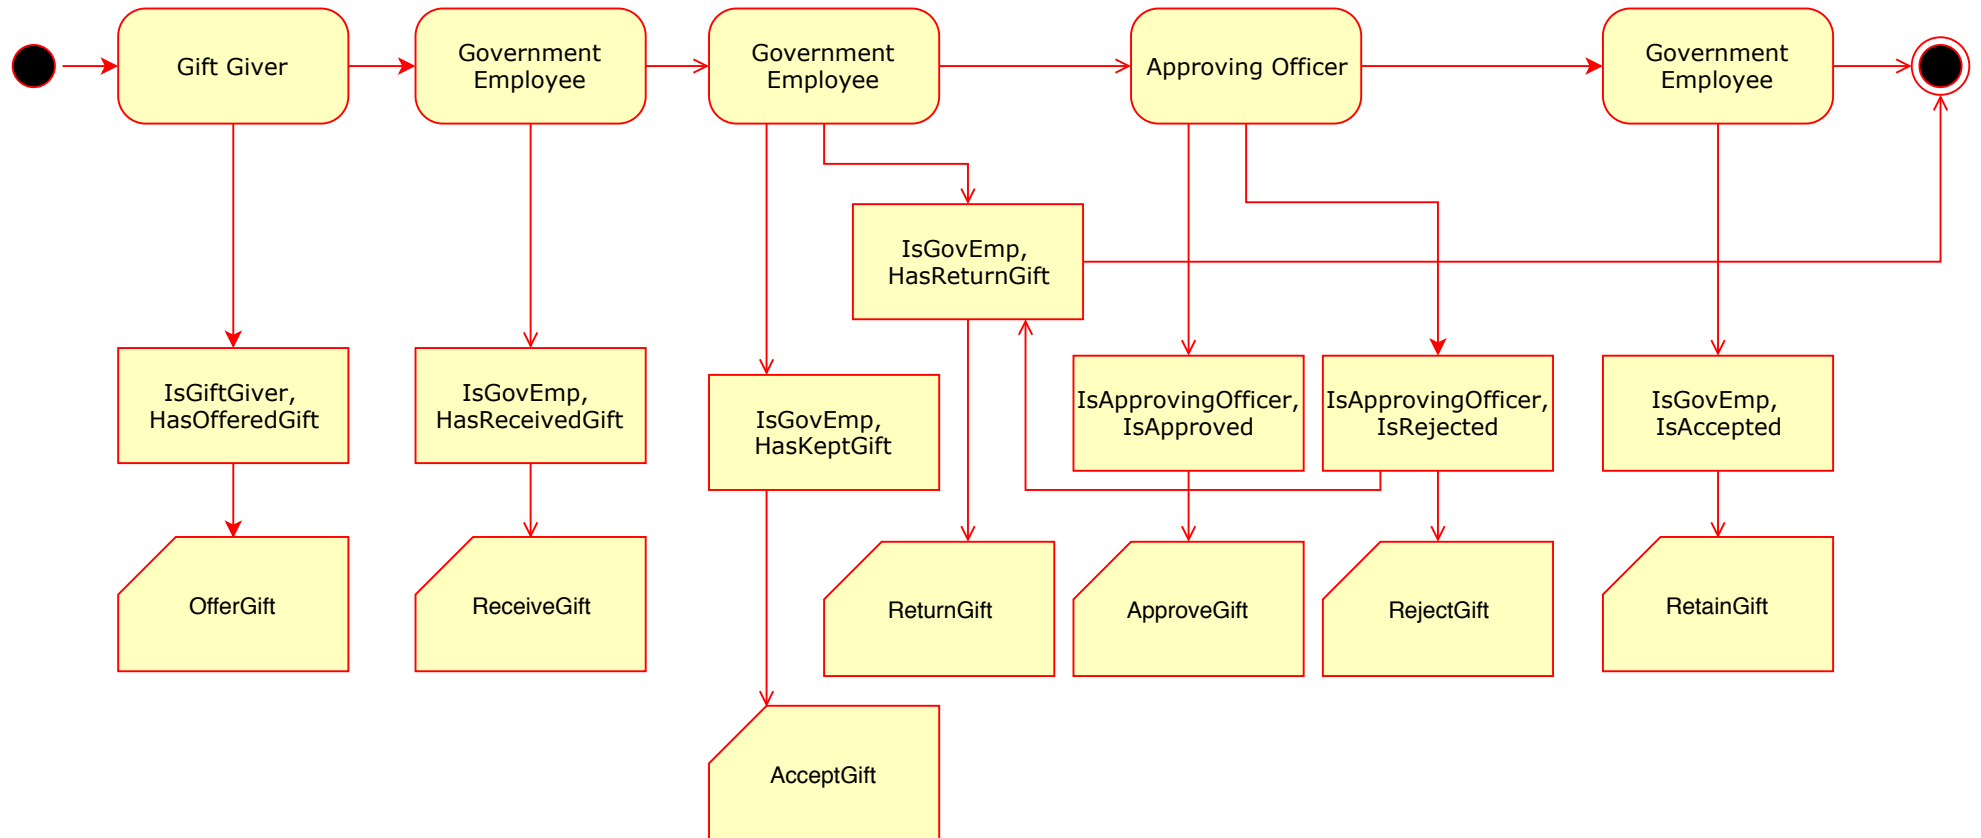 Gift Giver
Government
Employee
Government
Employee
Approving Officer
Government
Employee
IsGovEmp,
HasReturnGift
IsGiftGiver,
HasOfferedGift
IsGovEmp,
HasReceivedGift
IsGovEmp,
HasKeptGift
IsApprovingOfficer,
IsApproved
IsApprovingOfficer,
IsRejected
IsGovEmp,
IsAccepted
OfferGift
ReceiveGift
ReturnGift
ApproveGift
RejectGift
RetainGift
AcceptGift